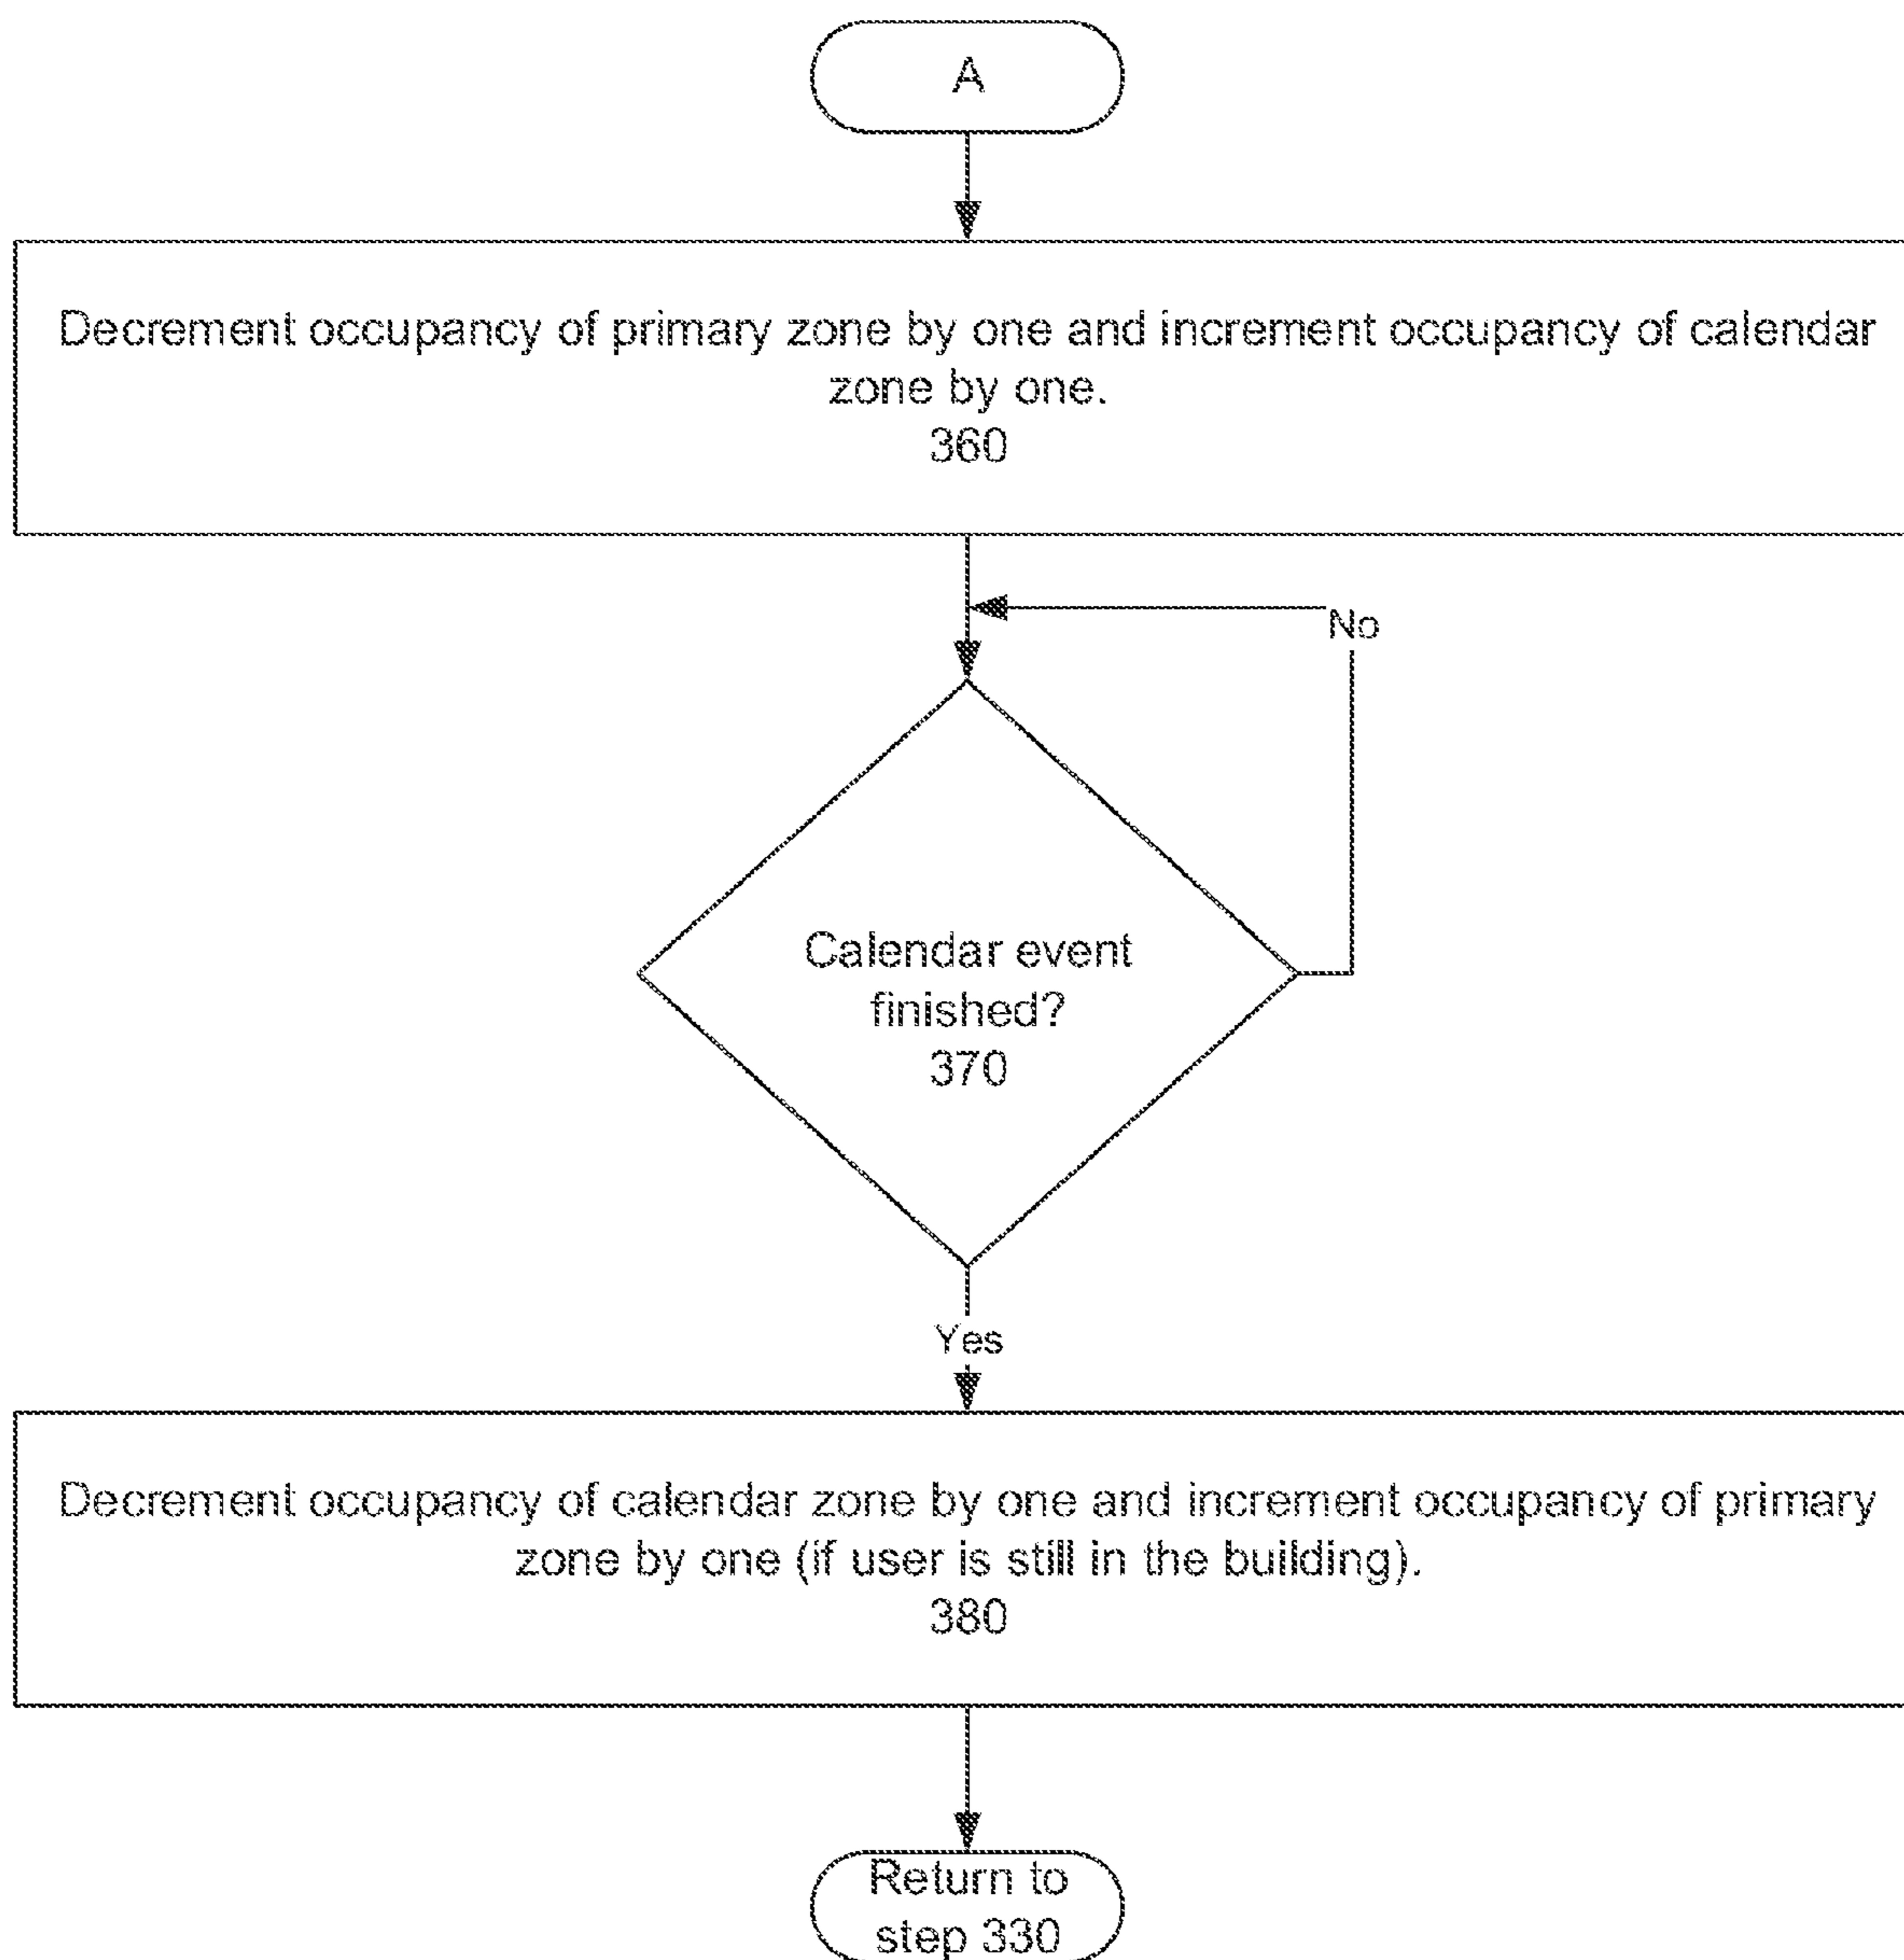 A
Decrement occupancy of primary zone by one and increment occupancy of calendar
zone by one.
360
No
Calendar event
finished?
370
Yes
Decrement occupancy of calendar zone by one and increment occupancy of primary
zone by one (if user is still in the building).
380
Return to
step 330